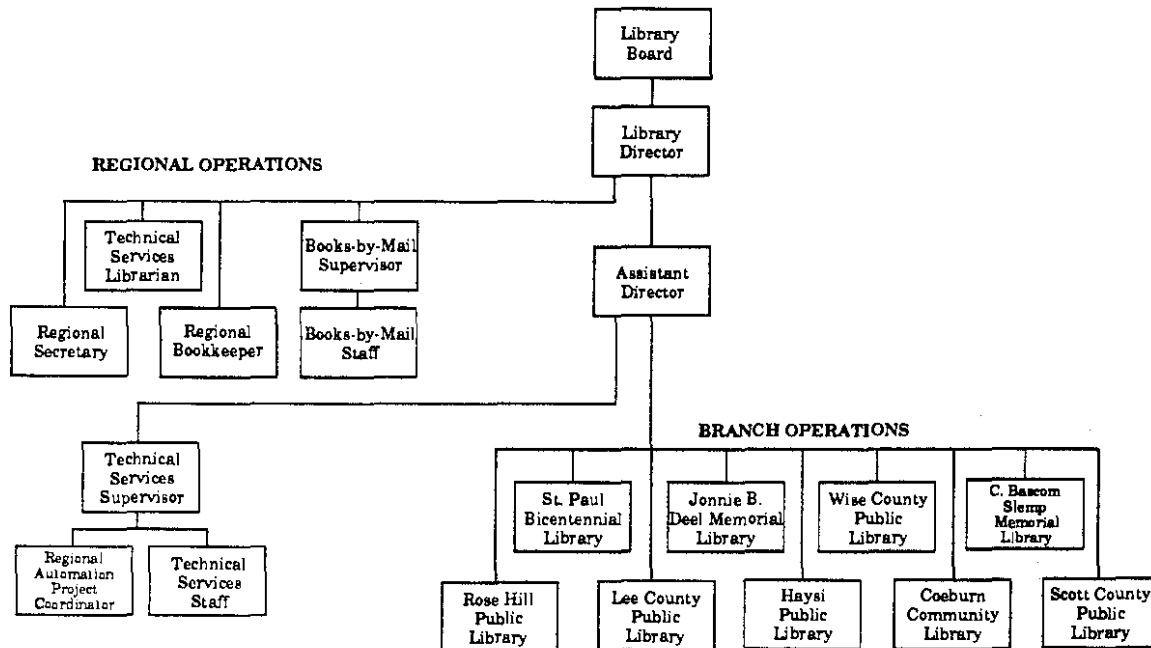 Library
Board
Library
Director
REGIONAL OPERATIONS
Technical
Services
Librarian
Books-by-Mail
Supervisor
Assistant
Director
Regional
Secretary
Regional
Bookkeeper
Books-by-Mail
Staff
BRANCH OPERATIONS
Technical
Services
Supervisor
St. Paul
Bicentennial
Library
Jonnie B.
Deel Memorial
Library
Wise County
Public
Library
C. Bascom
Slemp
Memorial
Library
Regional
Automation
Project
Coordinator
Technical
Services
Staff
Rose Hill
Public
Library
Lee County
Public
Library
Haysi
Public
Library
Coeburn
Community
Library
Scott County
Public
Library